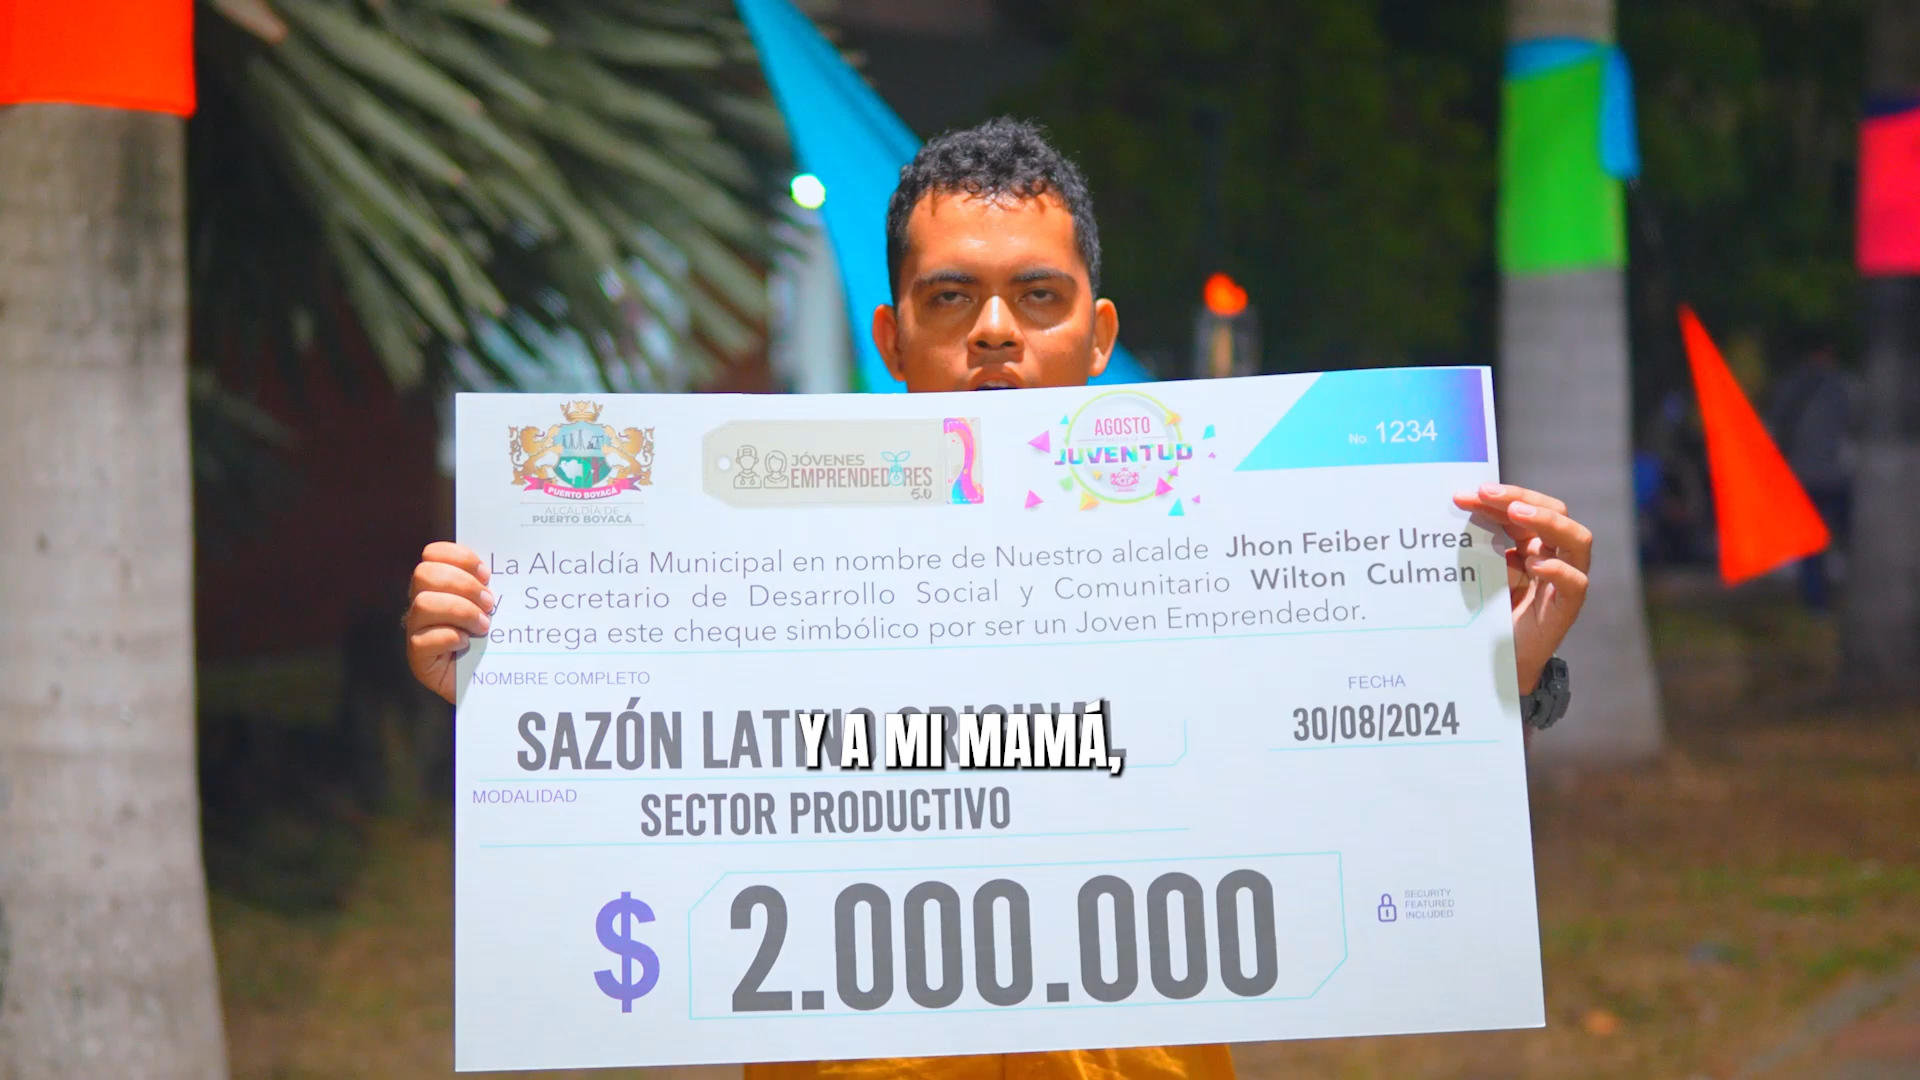 PUERTO BOYACÁ
ALCALDÍA DE
PUERTO BOYACÁ
JÓVENES
EMPRENDEDORES
5.0
AGOSTO
JUVENTUD
No. 1234
La Alcaldía Municipal en nombre de Nuestro alcalde Jhon Feiber Urrea
y Secretario de Desarrollo Social y Comunitario Wilton Culman
entrega este cheque simbólico por ser un Joven Emprendedor.
NOMBRE COMPLETO
FECHA
SAZÓN LATINO ORIGINAL
30/08/2024
Y A MI MAMÁ,
MODALIDAD
SECTOR PRODUCTIVO
$ 2.000.000
SECURITY
FEATURED
INCLUDED